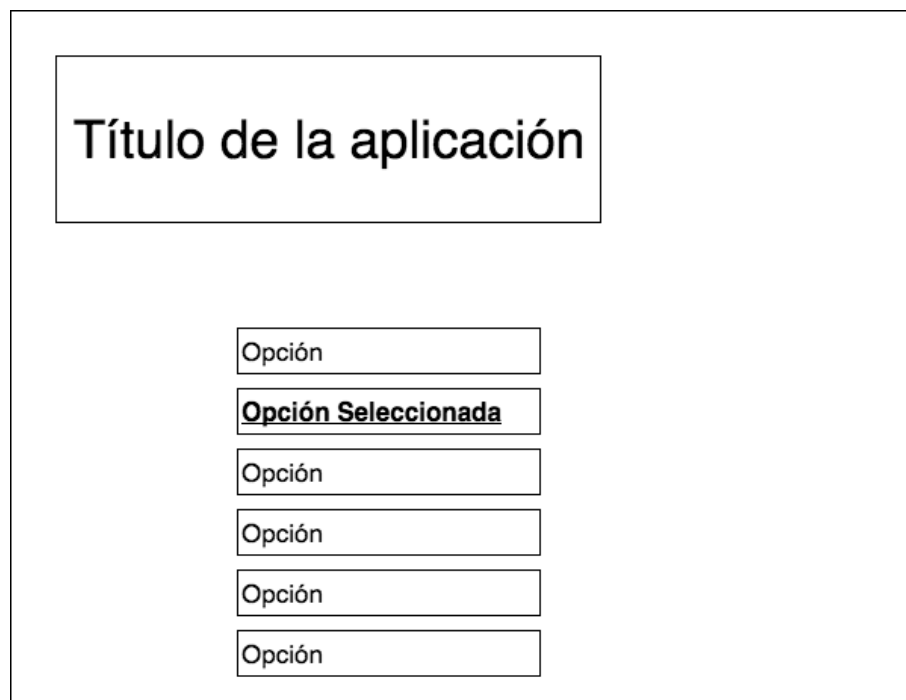 Título de la aplicación
Opción
Opción Seleccionada
Opción
Opción
Opción
Opción